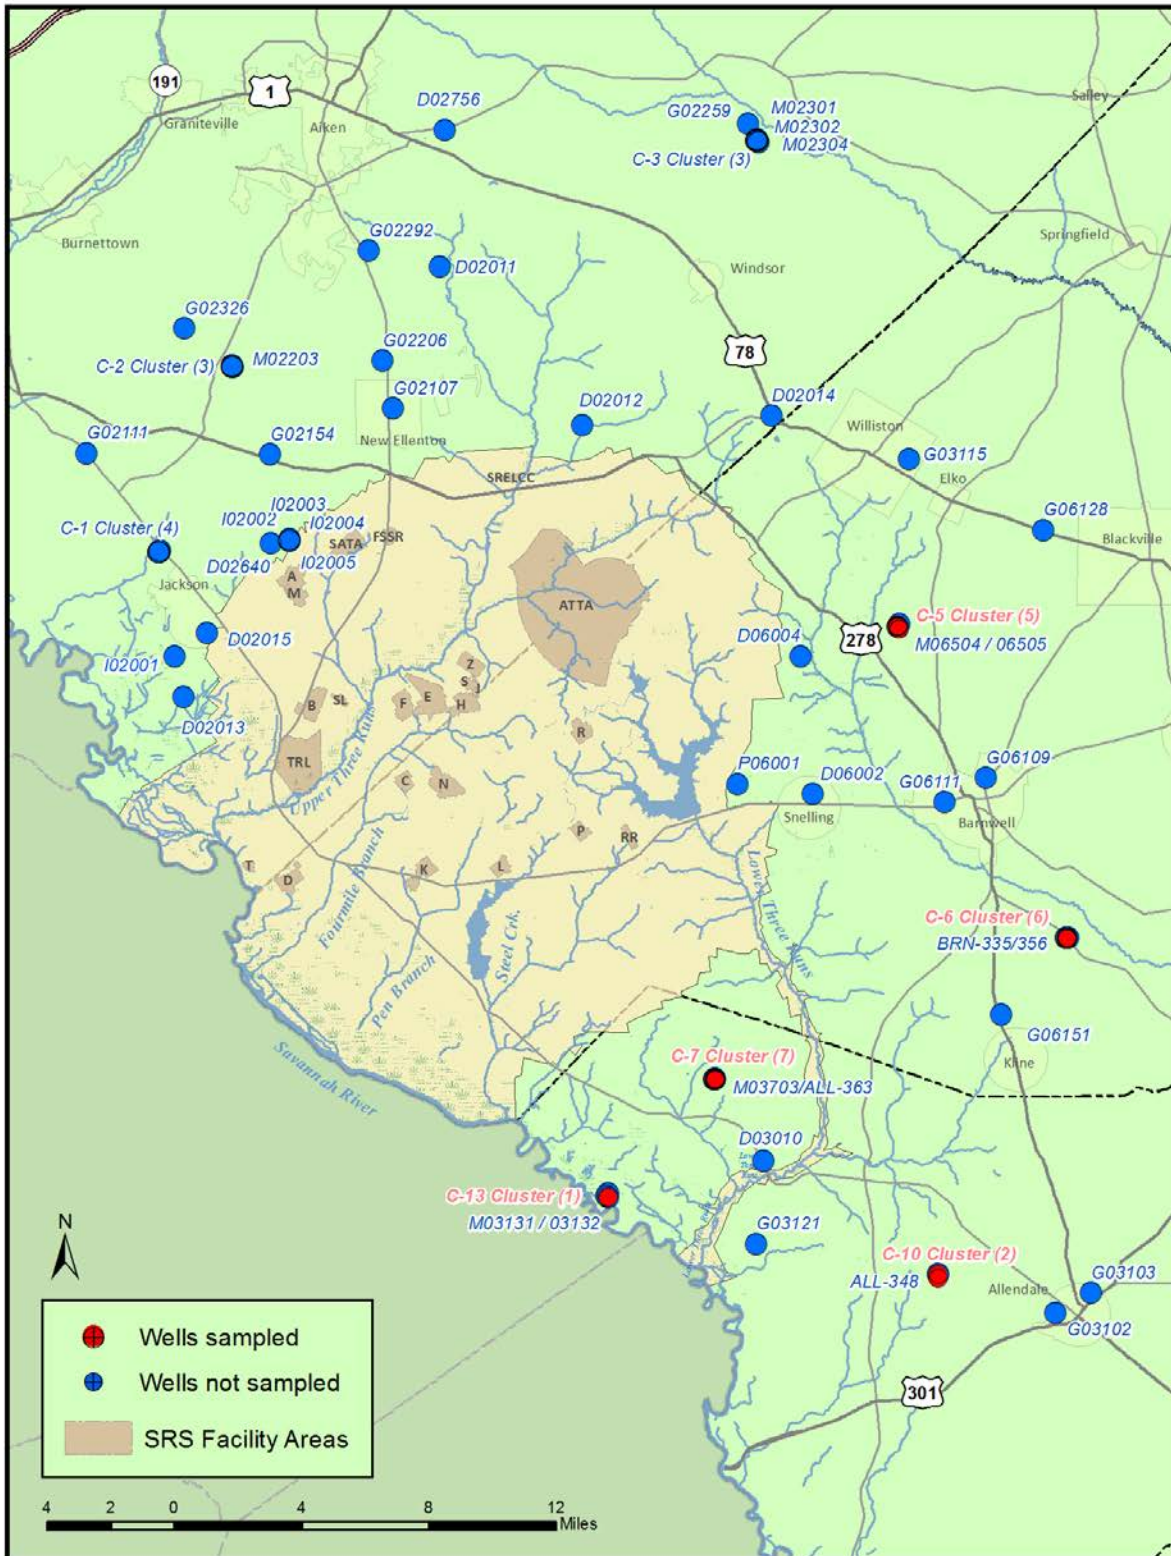 Salley
191
1
D02756
M02301
G02259
M02302
Graniteville
Aiken
M02304
C-3 Cluster (3)
G02292
Springfield
Burnettown
D02011
Windsor
G02326
G02206
78
C-2 Cluster (3)
M02203
G02107
D02014
D02012
G02111
G02154
New Ellenton
Williston
G03115
SRELCC
Elko
I02003
C-1 Cluster (4)
I02002
I02004
G06128
SATA
FSSR
Blackville
D02640
I02005
A
M
Jackson
ATTA
C-5 Cluster (5)
D02015
D06004
278
M06504 / 06505
I02001
Z
S
J
E
D02013
B
SL
F
H
R
TRL
P06001
D06002
G06109
C
N
G06111
Upper Three Runs
Snelling
Barnwell
P
RR
T
D
K
L
Lower Three Runs
Fourmile Branch
Steel Crk.
C-6 Cluster (6)
BRN-335/356
Pen Branch
G06151
Savannah River
C-7 Cluster (7)
Kline
M03703/ALL-363
D03010
C-13 Cluster (1)
M03131 / 03132
G03121
C-10 Cluster (2)
ALL-348
Allendale
G03103
G03102
301
N
Wells sampled
Wells not sampled
SRS Facility Areas
4 2 0 4 8 12
Miles